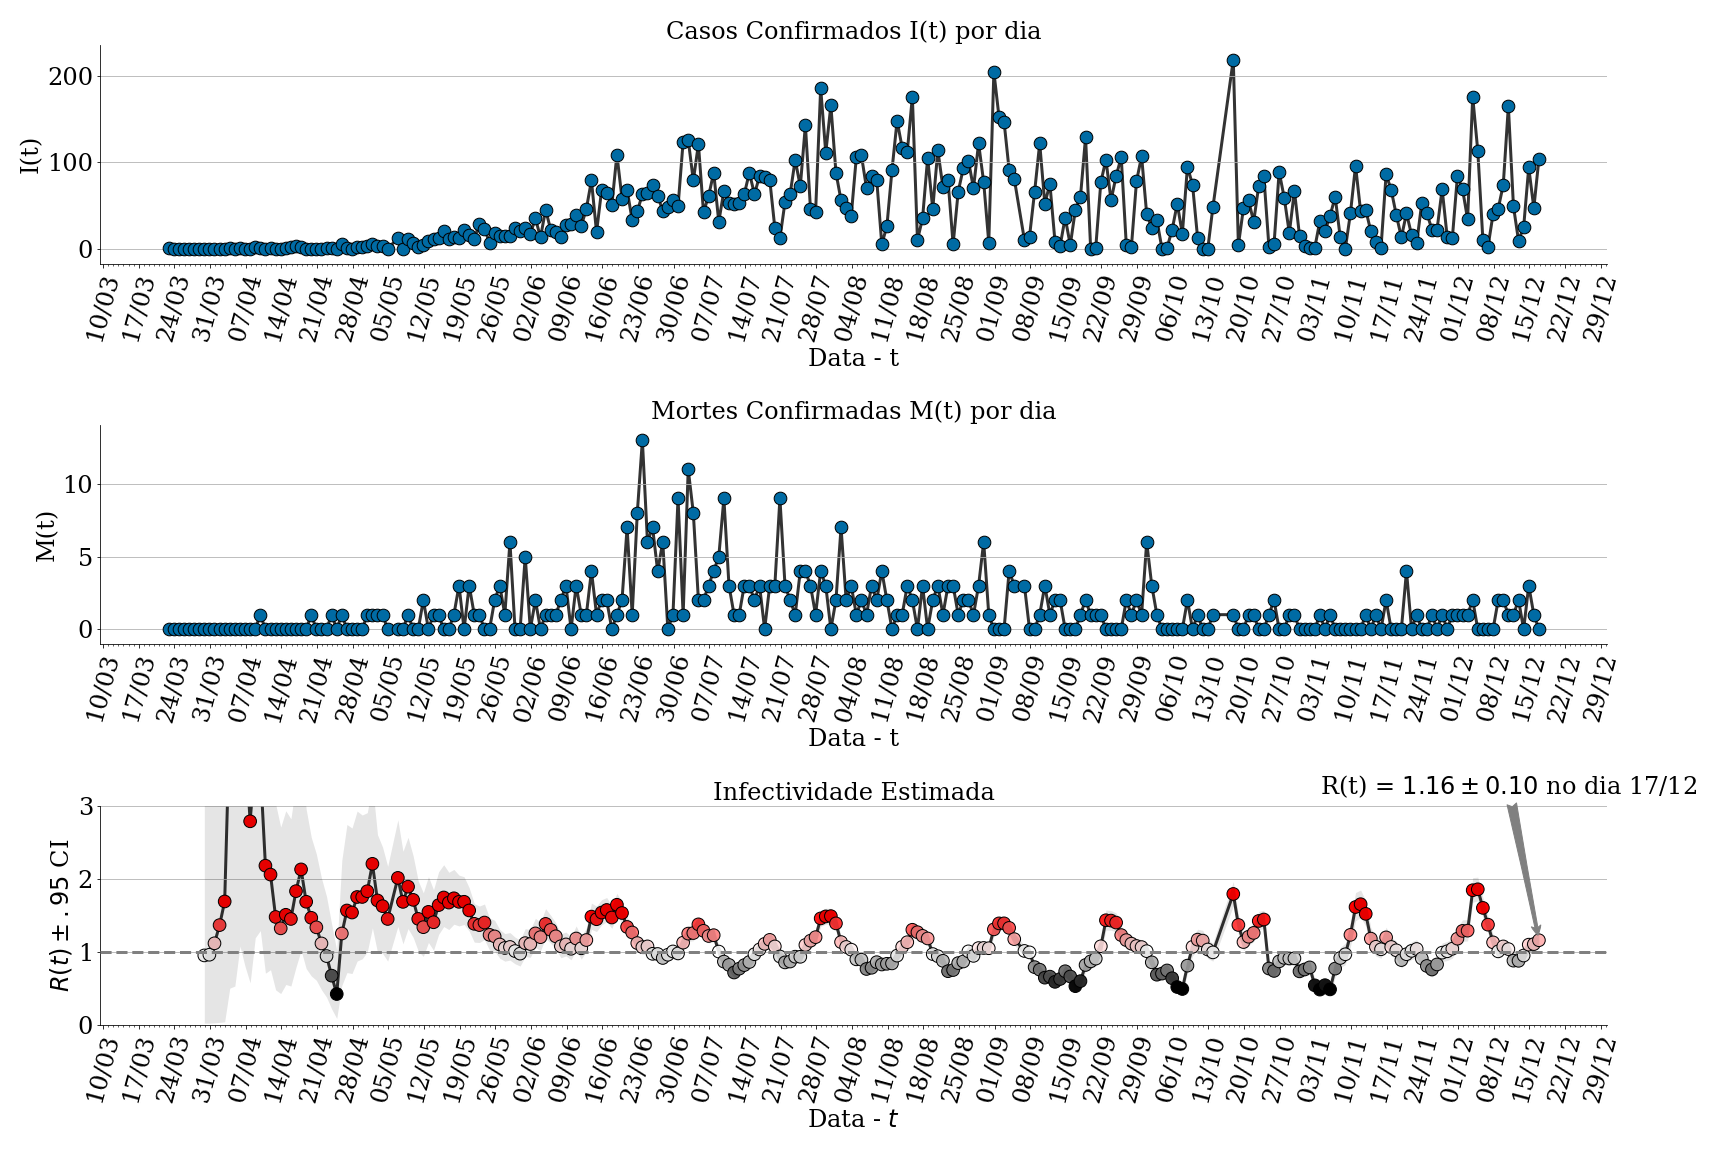 Casos Confirmados I(t) por dia
I(t)
200
100
0
10/03 17/03 24/03 31/03 07/04 14/04 21/04 28/04 05/05 12/05 19/05 26/05 02/06 09/06 16/06 23/06 30/06 07/07 14/07 21/07 28/07 04/08 11/08 18/08 25/08 01/09 08/09 15/09 22/09 29/09 06/10 13/10 20/10 27/10 03/11 10/11 17/11 24/11 01/12 08/12 15/12 22/12 29/12
Data - t
Mortes Confirmadas M(t) por dia
M(t)
10
5
0
10/03 17/03 24/03 31/03 07/04 14/04 21/04 28/04 05/05 12/05 19/05 26/05 02/06 09/06 16/06 23/06 30/06 07/07 14/07 21/07 28/07 04/08 11/08 18/08 25/08 01/09 08/09 15/09 22/09 29/09 06/10 13/10 20/10 27/10 03/11 10/11 17/11 24/11 01/12 08/12 15/12 22/12 29/12
Data - t
R(t) = 1.16 ± 0.10 no dia 17/12
Infectividade Estimada
R(t) ± .95 CI
3
2
1
0
10/03 17/03 24/03 31/03 07/04 14/04 21/04 28/04 05/05 12/05 19/05 26/05 02/06 09/06 16/06 23/06 30/06 07/07 14/07 21/07 28/07 04/08 11/08 18/08 25/08 01/09 08/09 15/09 22/09 29/09 06/10 13/10 20/10 27/10 03/11 10/11 17/11 24/11 01/12 08/12 15/12 22/12 29/12
Data - t